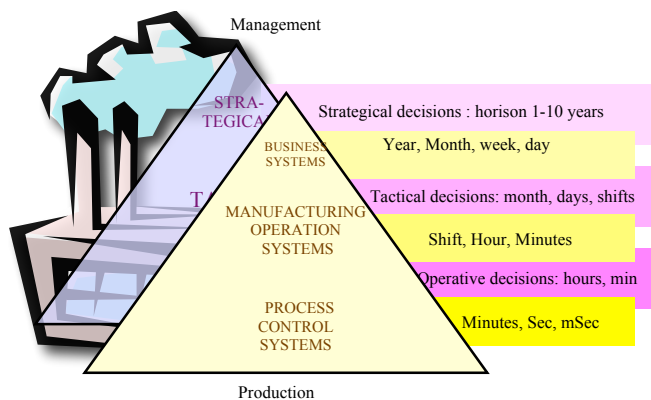 Management
STRA-
TEGICA
Strategical decisions : horison 1-10 years
BUSINESS
SYSTEMS
Year, Month, week, day
TA
Tactical decisions: month, days, shifts
MANUFACTURING
OPERATION
SYSTEMS
Shift, Hour, Minutes
Operative decisions: hours, min
PROCESS
CONTROL
SYSTEMS
Minutes, Sec, mSec
Production